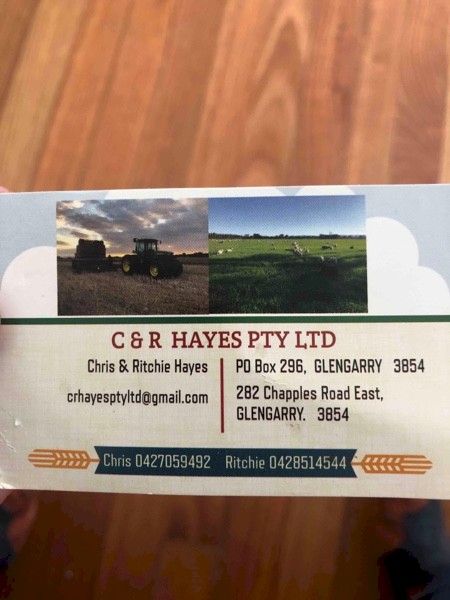 C & R HAYES PTY LTD
Chris & Ritchie Hayes
crhayesptyltd@gmail.com
PO Box 296, GLENGARRY 3854
282 Chapples Road East,
GLENGARRY. 3854
Chris 0427059492 Ritchie 0428514544